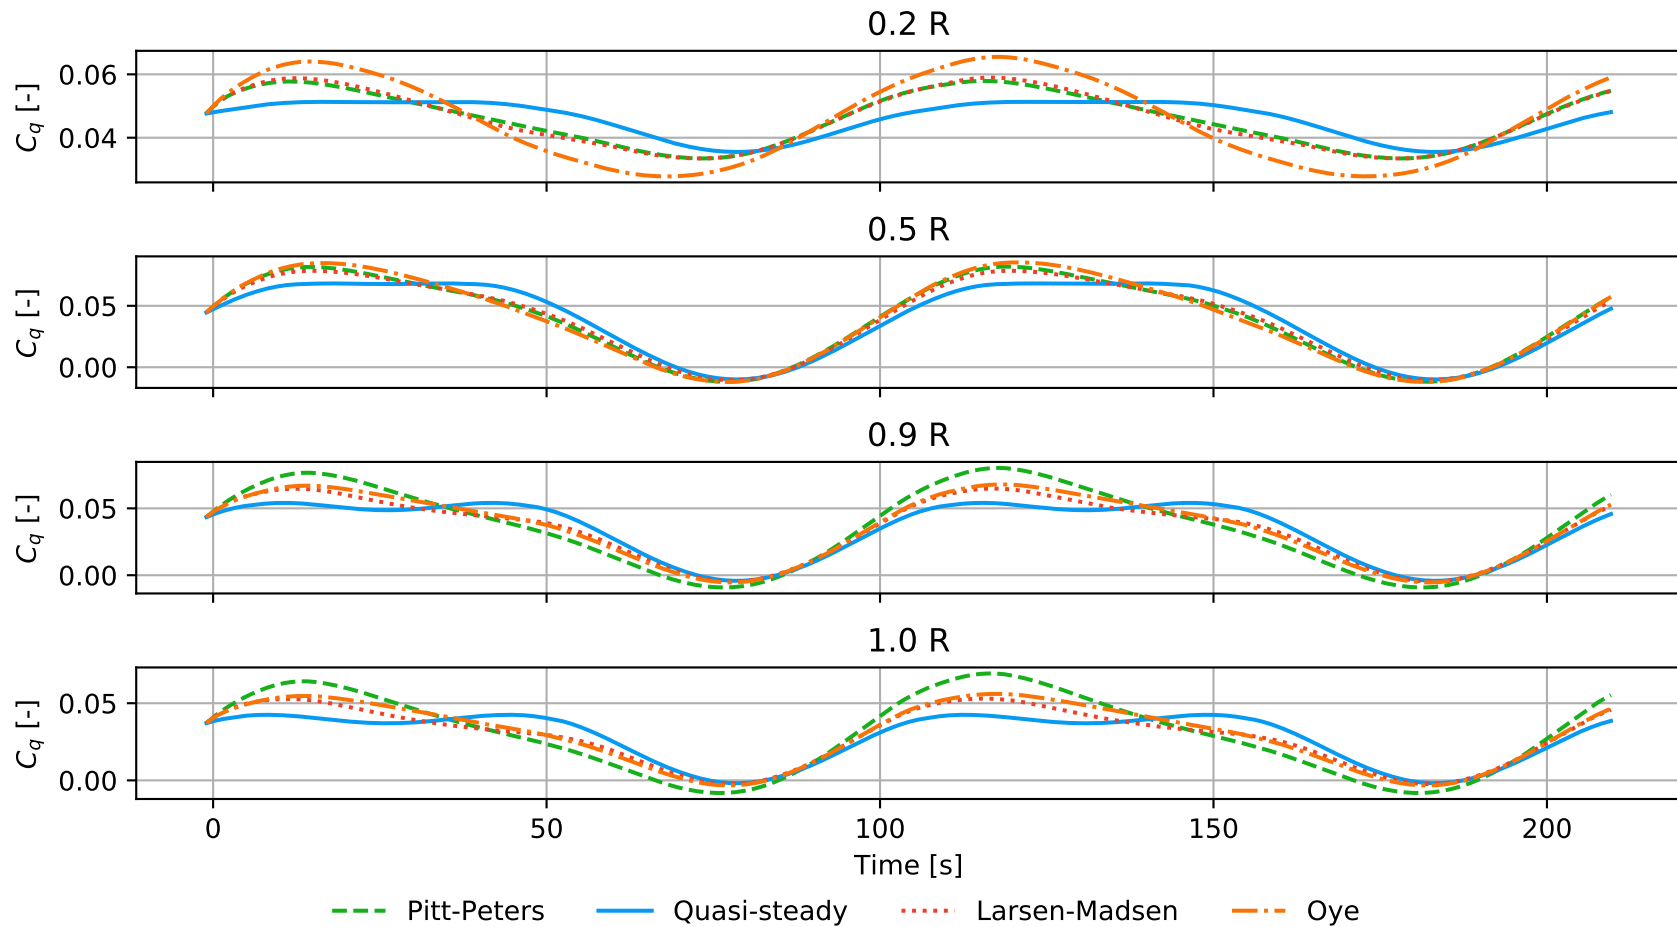 0.2 R
0.06
0.04
C_q [-]
0.5 R
0.05
0.00
C_q [-]
0.9 R
0.05
0.00
C_q [-]
1.0 R
0.05
0.00
C_q [-]
0 50 100 150 200
Time [s]
Pitt-Peters Quasi-steady Larsen-Madsen Oye